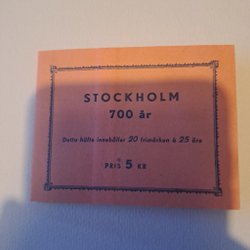 STOCKHOLM
700 år
Detta häfte innehåller 20 frimärken à 25 öre
PRIS 5 KR